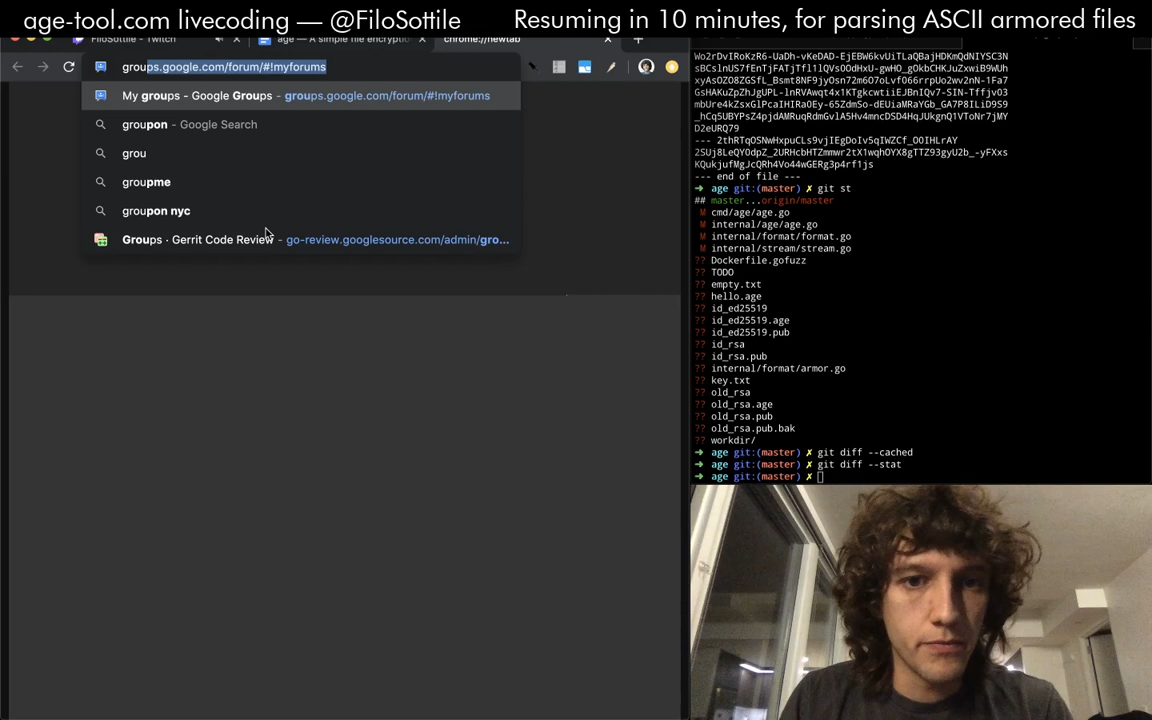 age-tool.com livecoding — @FiloSottile
Resuming in 10 minutes, for parsing ASCII armored files
FiloSottile - Twitch
age — A simple file encryptio
chrome://newtab
groups.google.com/forum/#!myforums
My groups - Google Groups - groups.google.com/forum/#!myforums
groupon - Google Search
grou
groupme
groupon nyc
Groups · Gerrit Code Review - go-review.googlesource.com/admin/gro...
D2eURQ79
--- end of file ---
➜ age git:(master) ✗ git st
## master...origin/master
M cmd/age/age.go
M internal/age/age.go
M internal/format/format.go
M internal/stream/stream.go
?? Dockerfile.gofuzz
?? TODO
?? empty.txt
?? hello.age
?? id_ed25519
?? id_ed25519.age
?? id_ed25519.pub
?? id_rsa
?? id_rsa.pub
?? internal/format/armor.go
?? key.txt
?? old_rsa
?? old_rsa.age
?? old_rsa.pub
?? old_rsa.pub.bak
?? workdir/
➜ age git:(master) ✗ git diff --cached
➜ age git:(master) ✗ git diff --stat
➜ age git:(master) ✗